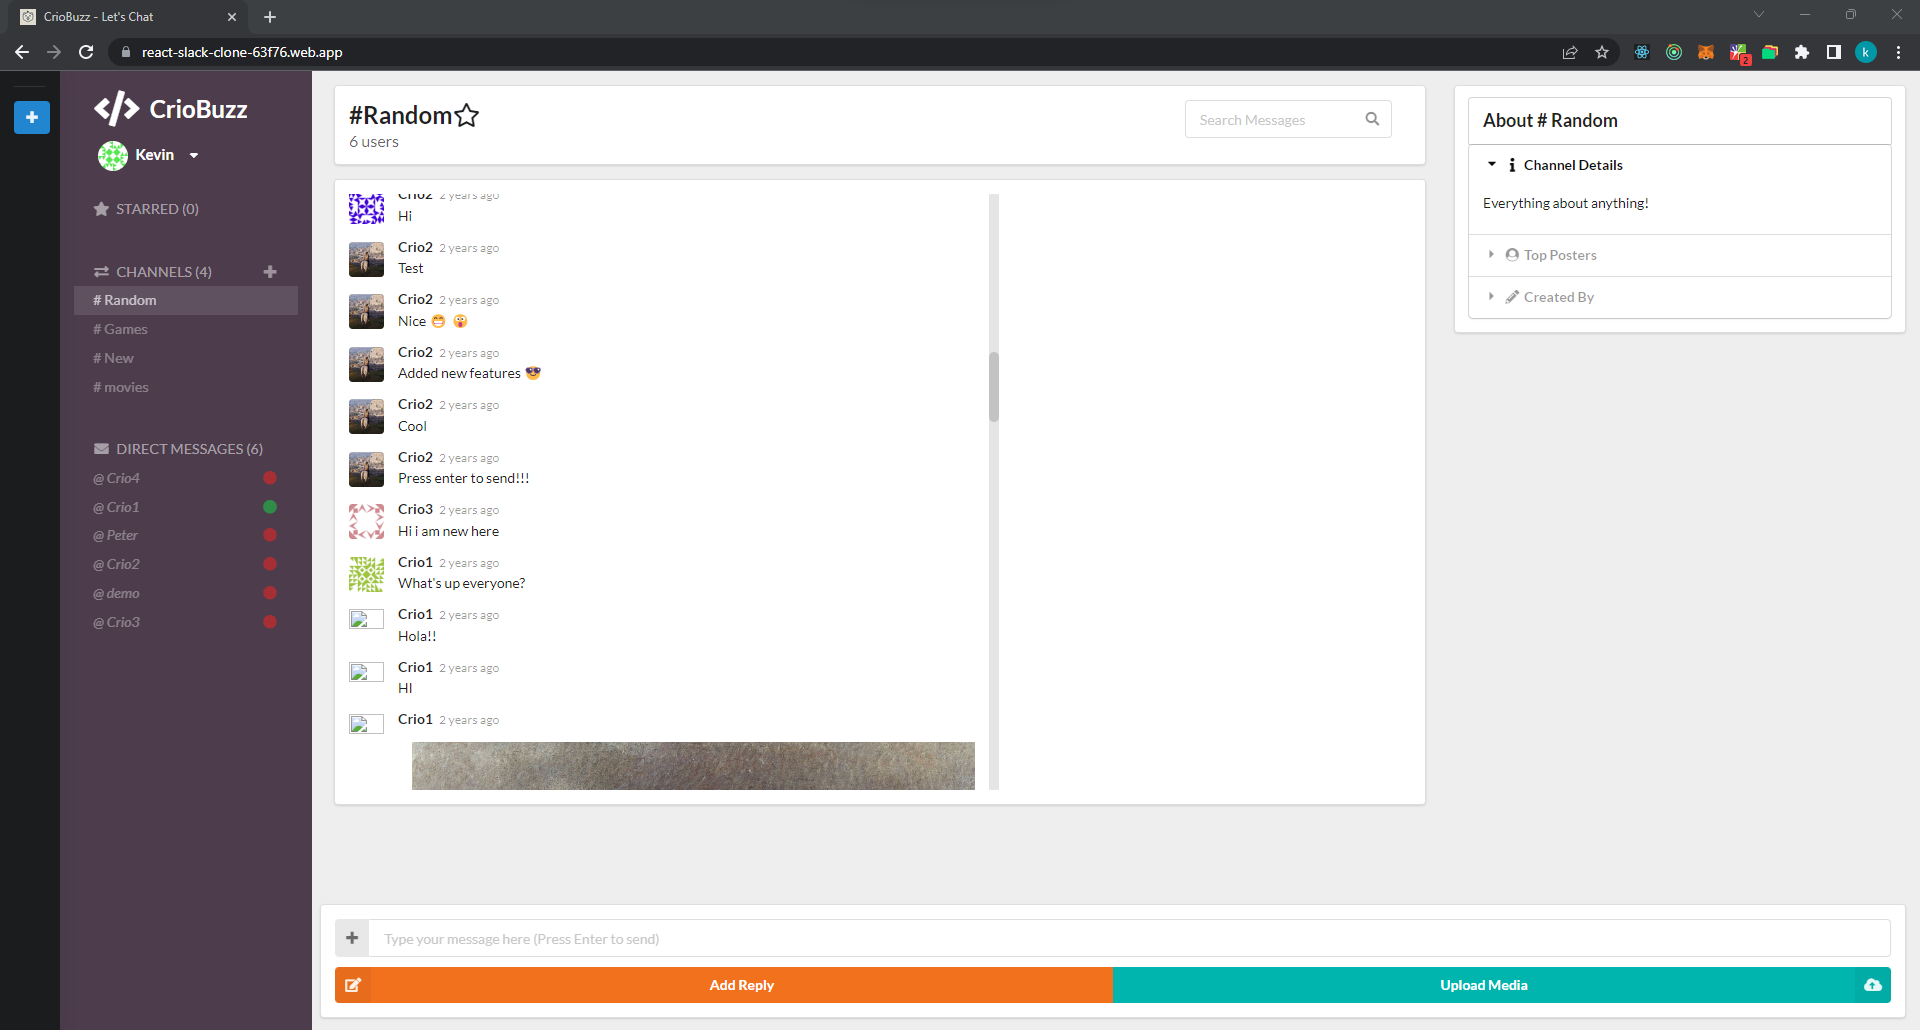 CrioBuzz - Let's Chat
react-slack-clone-63f76.web.app
2
k
CrioBuzz
Kevin
STARRED (0)
CHANNELS (4)
# Random
# Games
# New
# movies
DIRECT MESSAGES (6)
@ Crio4
@ Crio1
@ Peter
@ Crio2
@ demo
@ Crio3
#Random
6 users
Search Messages
Crio2 2 years ago
Hi
Crio2 2 years ago
Test
Crio2 2 years ago
Nice 😁 😲
Crio2 2 years ago
Added new features 😎
Crio2 2 years ago
Cool
Crio2 2 years ago
Press enter to send!!!
Crio3 2 years ago
Hi i am new here
Crio1 2 years ago
What's up everyone?
Crio1 2 years ago
Hola!!
Crio1 2 years ago
HI
Crio1 2 years ago
Type your message here (Press Enter to send)
Add Reply
Upload Media
About # Random
Channel Details
Everything about anything!
Top Posters
Created By